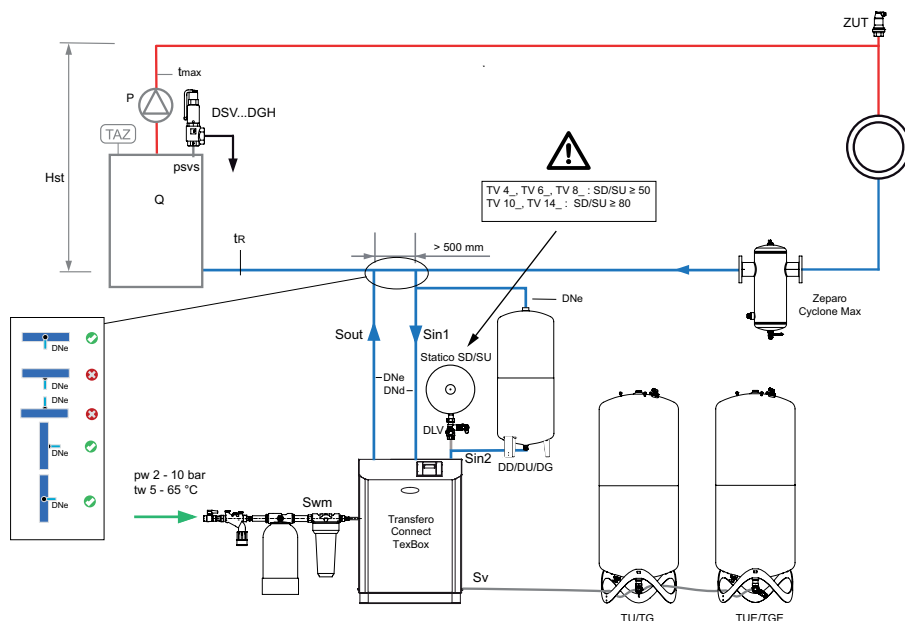 ZUT
tmax
P
DSV...DGH
TAZ
psvs
Hst
Q
TV 4_, TV 6_, TV 8_ : SD/SU ≥ 50
TV 10_, TV 14_ : SD/SU ≥ 80
tR
> 500 mm
DNe
Zeparo
Cyclone Max
Sout
Sin1
Statico SD/SU
DNe
DNd
DLV
Sin2
DD/DU/DG
DNe
DNe
DNe
DNe
DNe
pw 2 - 10 bar
tw 5 - 65 °C
Swm
Transfero
Connect
TexBox
Sv
TU/TG
TUE/TGE